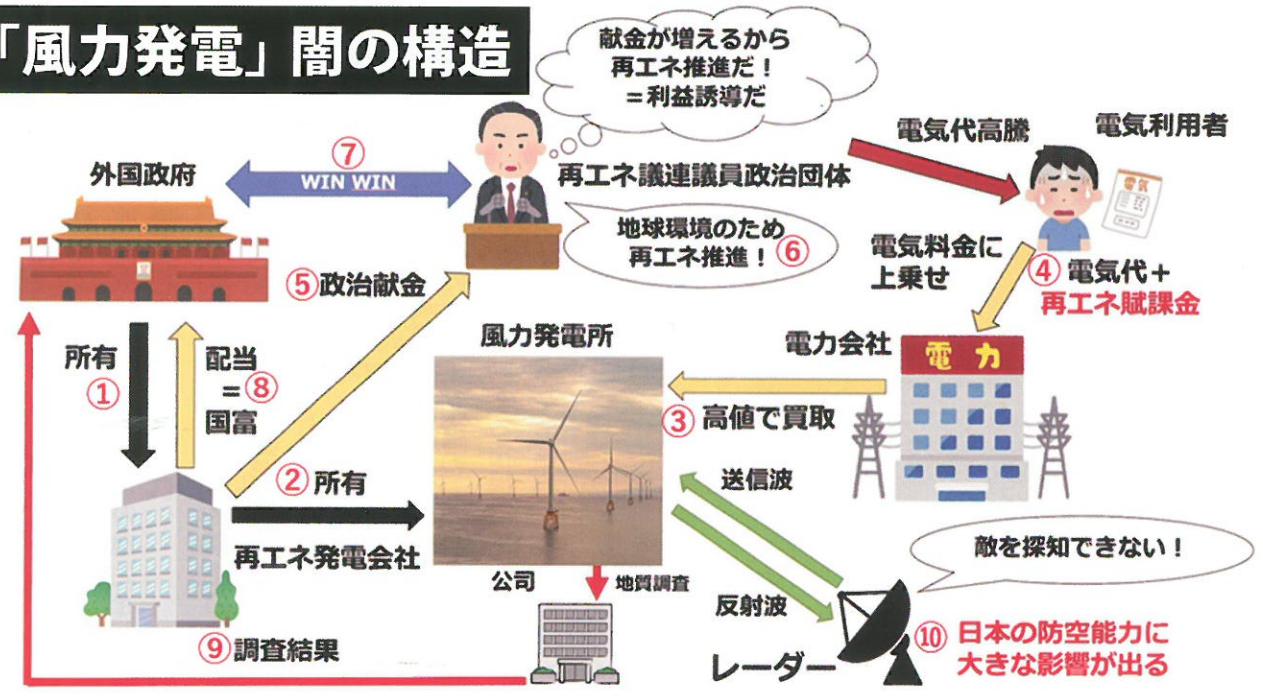 「風力発電」闇の構造
献金が増えるから
再エネ推進だ！
＝利益誘導だ
外国政府
⑦
WIN WIN
再エネ議連議員政治団体
電気代高騰
電気利用者
電気
地球環境のため
再エネ推進！⑥
電気料金に
上乗せ
④電気代＋
再エネ賦課金
⑤政治献金
所有
①
配当
＝⑧
国富
風力発電所
電力会社
電力
③高値で買取
②所有
再エネ発電会社
送信波
反射波
敵を探知できない！
公司
地質調査
⑨調査結果
レーダー
⑩日本の防空能力に
大きな影響が出る